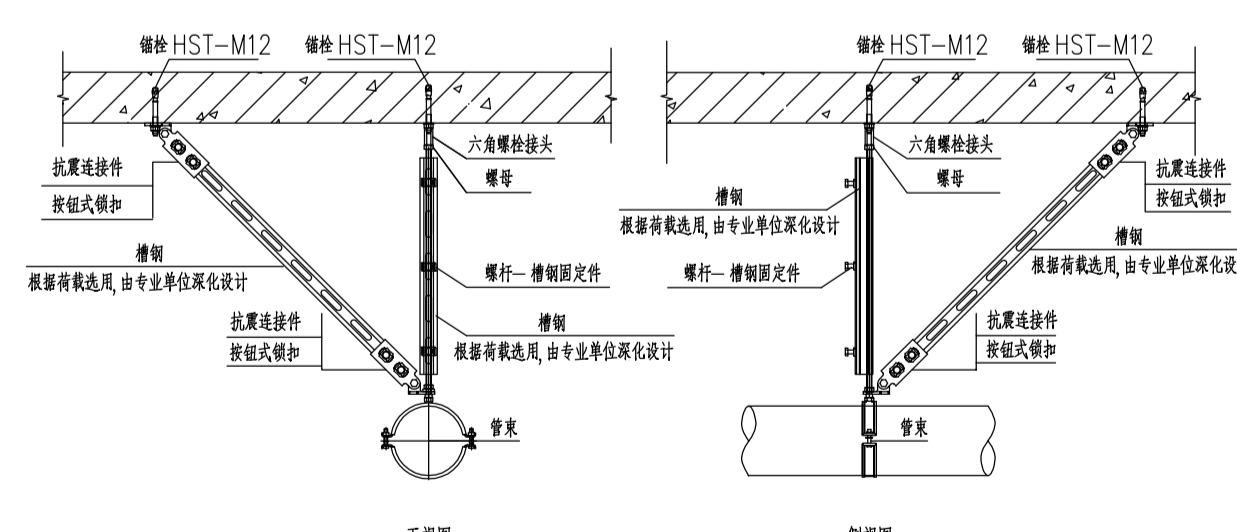 锚栓 HST-M12
锚栓 HST-M12
锚栓 HST-M12
锚栓 HST-M12
六角螺栓接头
螺母
抗震连接件
按钮式锁扣
槽钢
根据荷载选用,由专业单位深化设计
螺杆-槽钢固定件
槽钢
根据荷载选用,由专业单位深化设计
抗震连接件
按钮式锁扣
管束
六角螺栓接头
螺母
抗震连接件
按钮式锁扣
槽钢
根据荷载选用,由专业单位深化设计
螺杆-槽钢固定件
槽钢
根据荷载选用,由专业单位深化设
抗震连接件
按钮式锁扣
管束